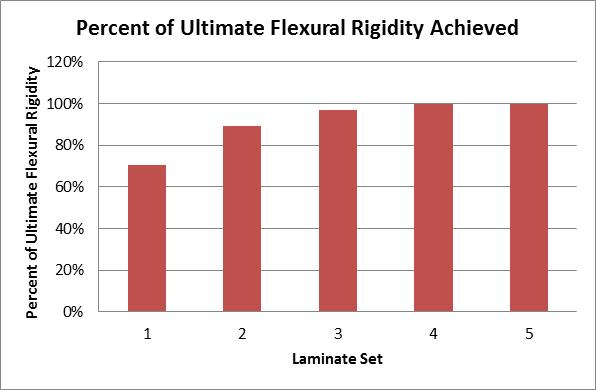 Percent of Ultimate Flexural Rigidity Achieved
Percent of Ultimate Flexural Rigidity
120%
100%
80%
60%
40%
20%
0%
1 2 3 4 5
Laminate Set